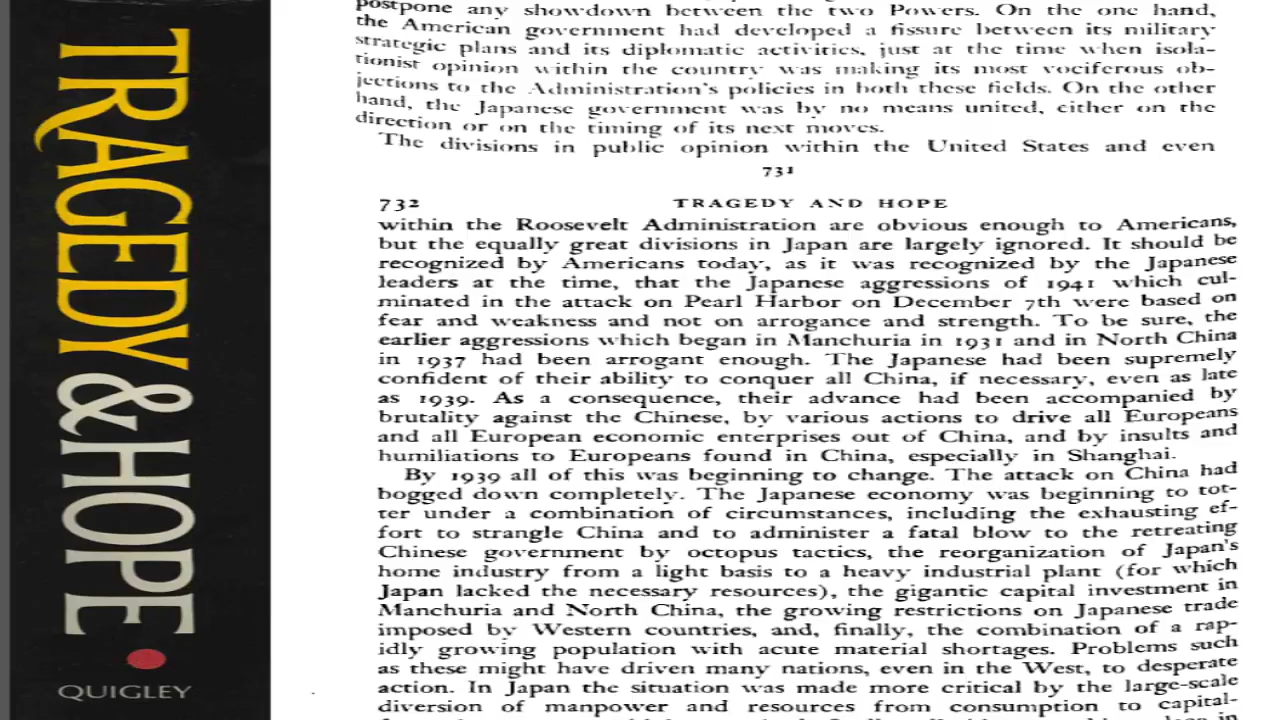 TRAGEDY & HOPE
QUIGLEY
postpone any showdown between the two Powers. On the one hand,
the American government had developed a fissure between its military
strategic plans and its diplomatic activities, just at the time when isola-
tionist opinion within the country was making its most vociferous ob-
jections to the Administration's policies in both these fields. On the other
hand, the Japanese government was by no means united, either on the
direction or on the timing of its next moves.
The divisions in public opinion within the United States and even
731
732 TRAGEDY AND HOPE
within the Roosevelt Administration are obvious enough to Americans,
but the equally great divisions in Japan are largely ignored. It should be
recognized by Americans today, as it was recognized by the Japanese
leaders at the time, that the Japanese aggressions of 1941 which cul-
minated in the attack on Pearl Harbor on December 7th were based on
fear and weakness and not on arrogance and strength. To be sure, the
earlier aggressions which began in Manchuria in 1931 and in North China
in 1937 had been arrogant enough. The Japanese had been supremely
confident of their ability to conquer all China, if necessary, even as late
as 1939. As a consequence, their advance had been accompanied by
brutality against the Chinese, by various actions to drive all Europeans
and all European economic enterprises out of China, and by insults and
humiliations to Europeans found in China, especially in Shanghai.
By 1939 all of this was beginning to change. The attack on China had
bogged down completely. The Japanese economy was beginning to tot-
ter under a combination of circumstances, including the exhausting ef-
fort to strangle China and to administer a fatal blow to the retreating
Chinese government by octopus tactics, the reorganization of Japan's
home industry from a light basis to a heavy industrial plant (for which
Japan lacked the necessary resources), the gigantic capital investment in
Manchuria and North China, the growing restrictions on Japanese trade
imposed by Western countries, and, finally, the combination of a rap-
idly growing population with acute material shortages. Problems such
as these might have driven many nations, even in the West, to desperate
action. In Japan the situation was made more critical by the large-scale
diversion of manpower and resources from consumption to capital-